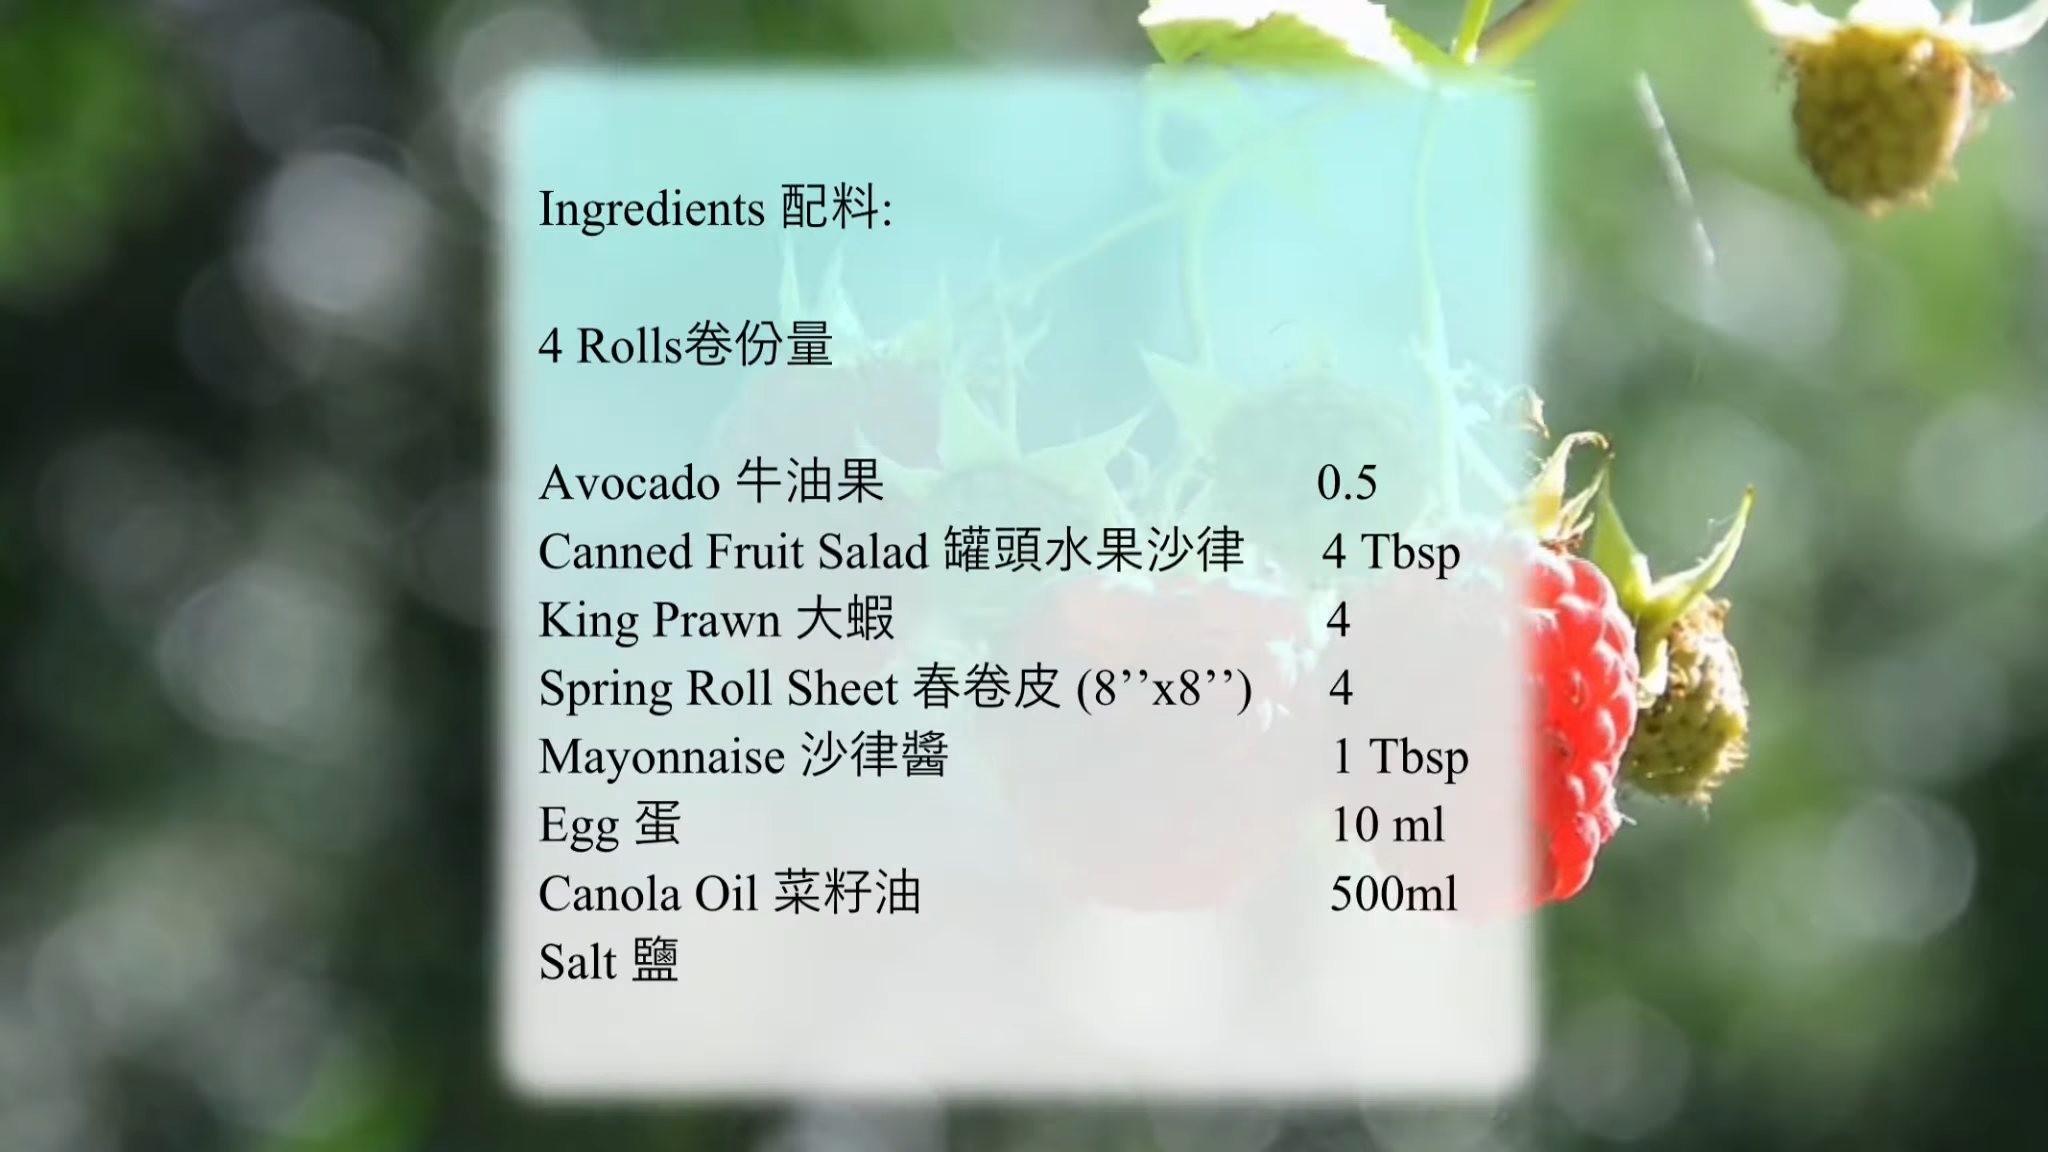 Ingredients 配料:
4 Rolls卷份量
Avocado 牛油果 0.5
Canned Fruit Salad 罐頭水果沙律 4 Tbsp
King Prawn 大蝦 4
Spring Roll Sheet 春卷皮 (8’’x8’’) 4
Mayonnaise 沙律醬 1 Tbsp
Egg 蛋 10 ml
Canola Oil 菜籽油 500ml
Salt 鹽